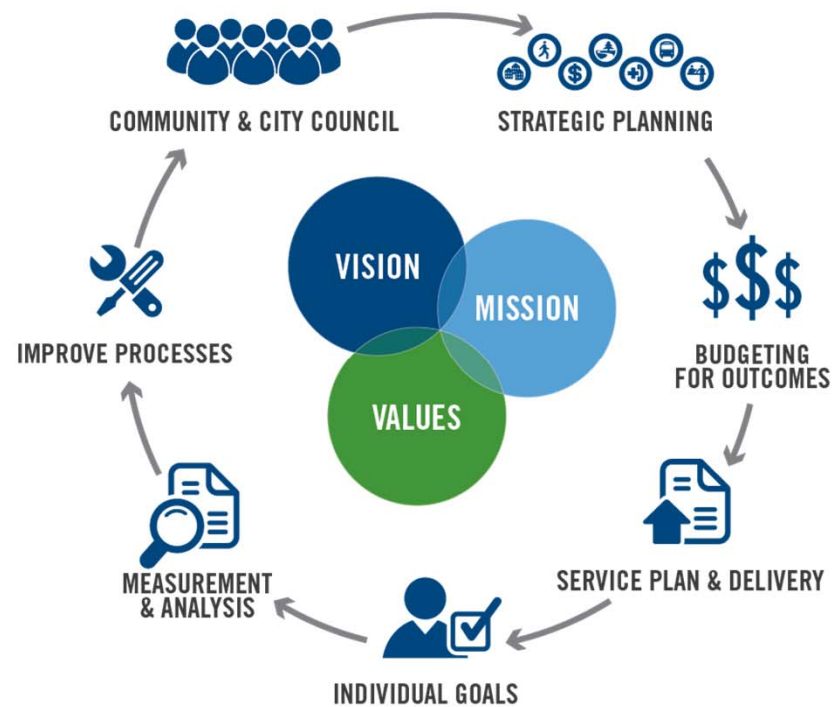 COMMUNITY & CITY COUNCIL
STRATEGIC PLANNING
$
VISION
MISSION
VALUES
$$$
BUDGETING
FOR OUTCOMES
SERVICE PLAN & DELIVERY
INDIVIDUAL GOALS
MEASUREMENT
& ANALYSIS
IMPROVE PROCESSES